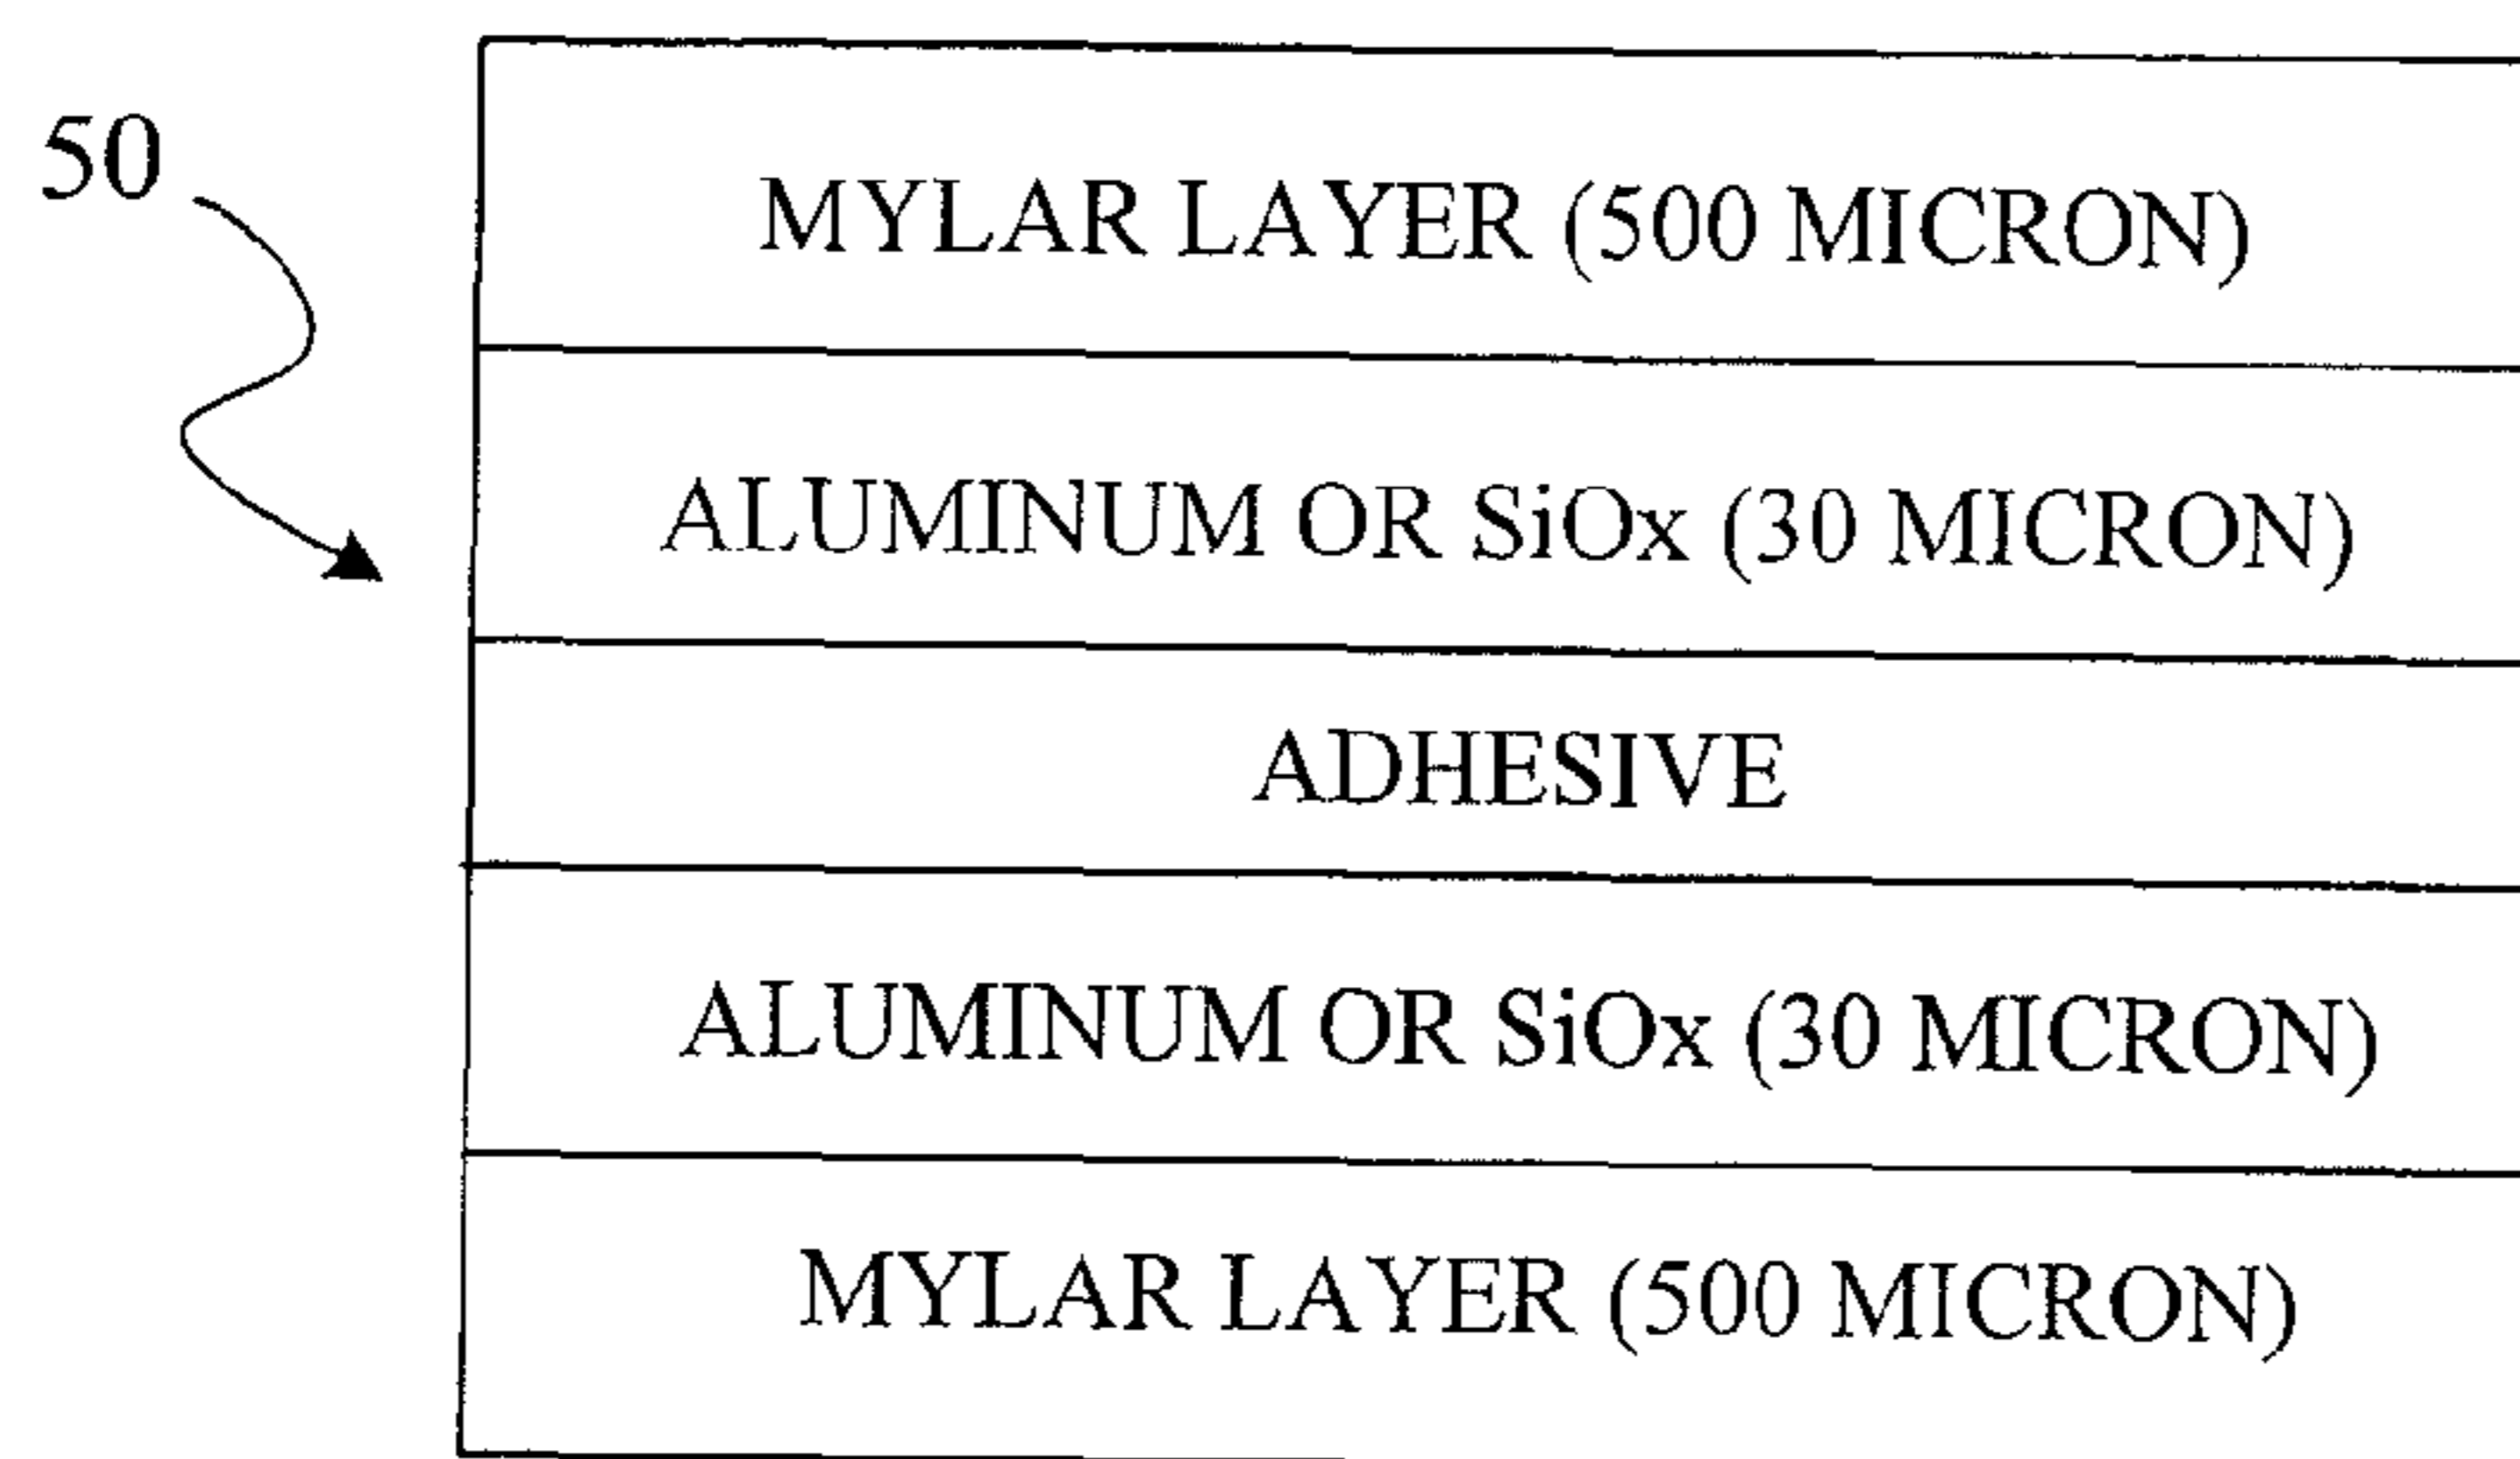 50
MYLAR LAYER (500 MICRON)
ALUMINUM OR SiOx (30 MICRON)
ADHESIVE
ALUMINUM OR SiOx (30 MICRON)
MYLAR LAYER (500 MICRON)